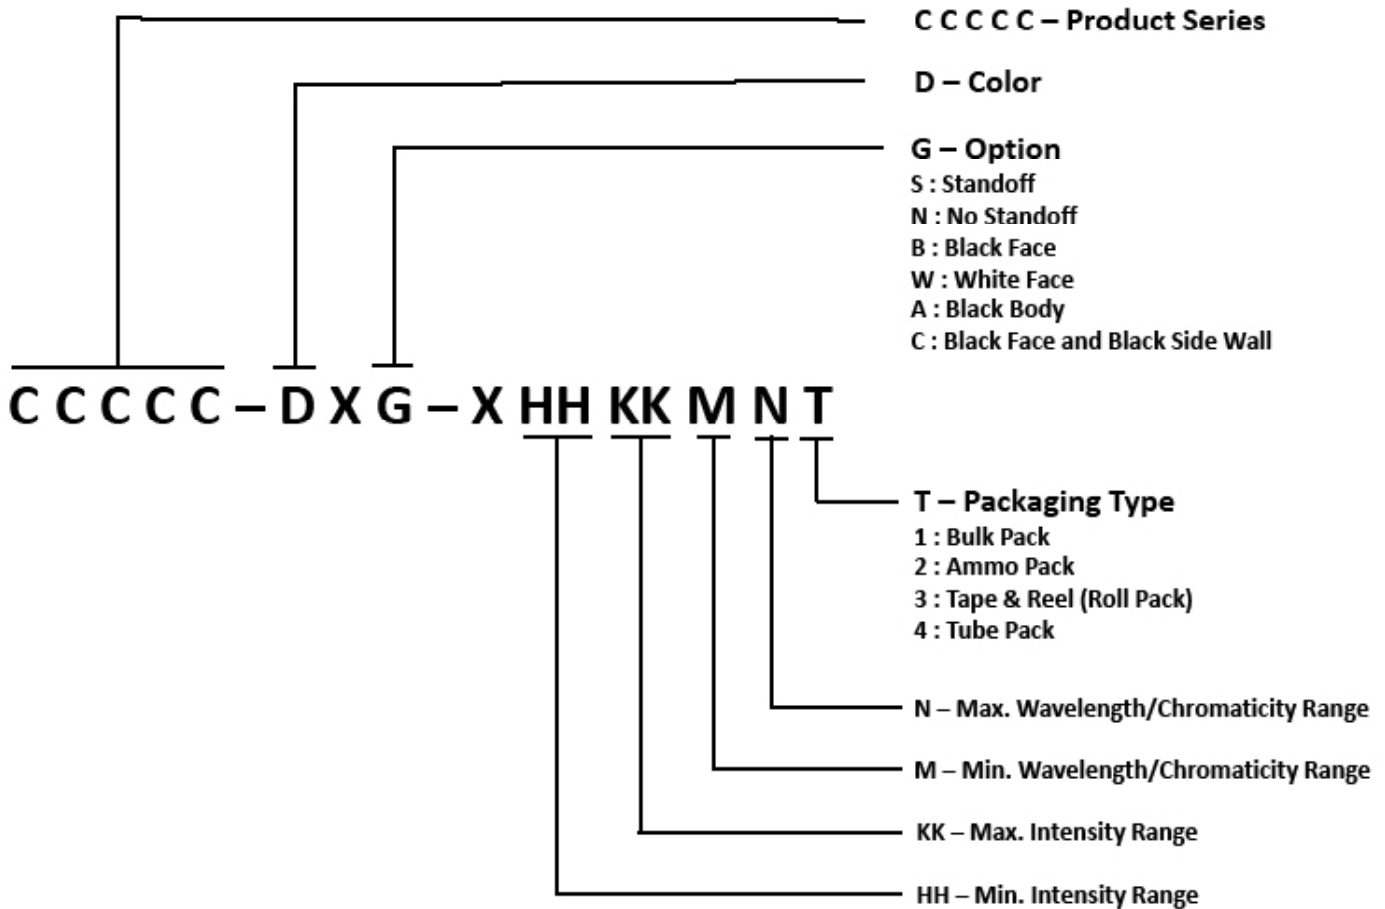 C C C C C – Product Series
D – Color
G – Option
S : Standoff
N : No Standoff
B : Black Face
W : White Face
A : Black Body
C : Black Face and Black Side Wall
C C C C C – D X G – X HH KK M N T
T – Packaging Type
1 : Bulk Pack
2 : Ammo Pack
3 : Tape & Reel (Roll Pack)
4 : Tube Pack
N – Max. Wavelength/Chromaticity Range
M – Min. Wavelength/Chromaticity Range
KK – Max. Intensity Range
HH – Min. Intensity Range